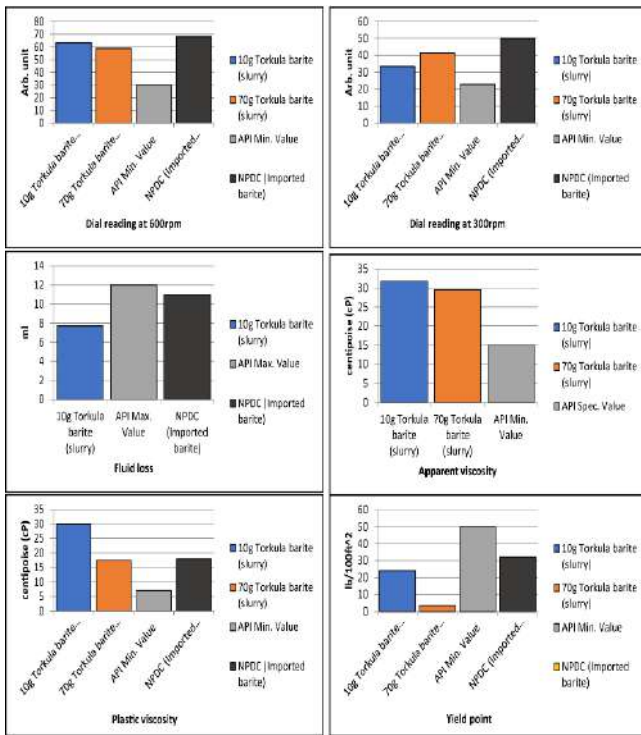 Arb. unit
80
70
60
50
40
30
20
10
0
10g Torkula barite...
70g Torkula barite...
API Min. Value
NPDC (Imported...
Dial reading at 600rpm
10g Torkula barite
(slurry)
70g Torkula barite
(slurry)
API Min. Value
NPDC (Imported
barite)
Arb. unit
60
50
40
30
20
10
0
10g Torkula barite...
70g Torkula barite...
API Min. Value
NPDC (Imported...
Dial reading at 300rpm
10g Torkula barite
(slurry|
70g Torkula barite
(slurry|
API Min. Value
NPDC |Imported
barite)
ml
14
12
10
8
6
4
2
0
10g Torkula
barite
(slurry)
API Max.
Value
NPDC
(Imported
barite)
Fluid loss
10g Torkula barite
(slurry)
API Max. Value
NPDC |Imported
barite)
centipoise (cP)
35
30
25
20
15
10
5
0
10g Torkula
barite
(slurry)
70g Torkula
barite
(slurry)
API Min.
Value
Apparent viscosity
10g Torkula barite
(slurry|
70g Torkula barite
(slurry|
API Spec. Value
centipoise (cP)
35
30
25
20
15
10
5
0
10g Torkula barite...
70g Torkula barite...
API Min. Value
NPDC (Imported...
Plastic viscosity
10g Torkula barite
(slurry)
70g Torkula barite
(slurry)
API Min. Value
NPDC |Imported
barite)
lb/100ft^2
60
50
40
30
20
10
0
10g Torkula barite...
70g Torkula barite...
API Min. Value
NPDC (Imported...
Yield point
10g Torkula barite
(slurry|
70g Torkula barite
(slurry|
API Min. Value
NPDC (Imported
barite)